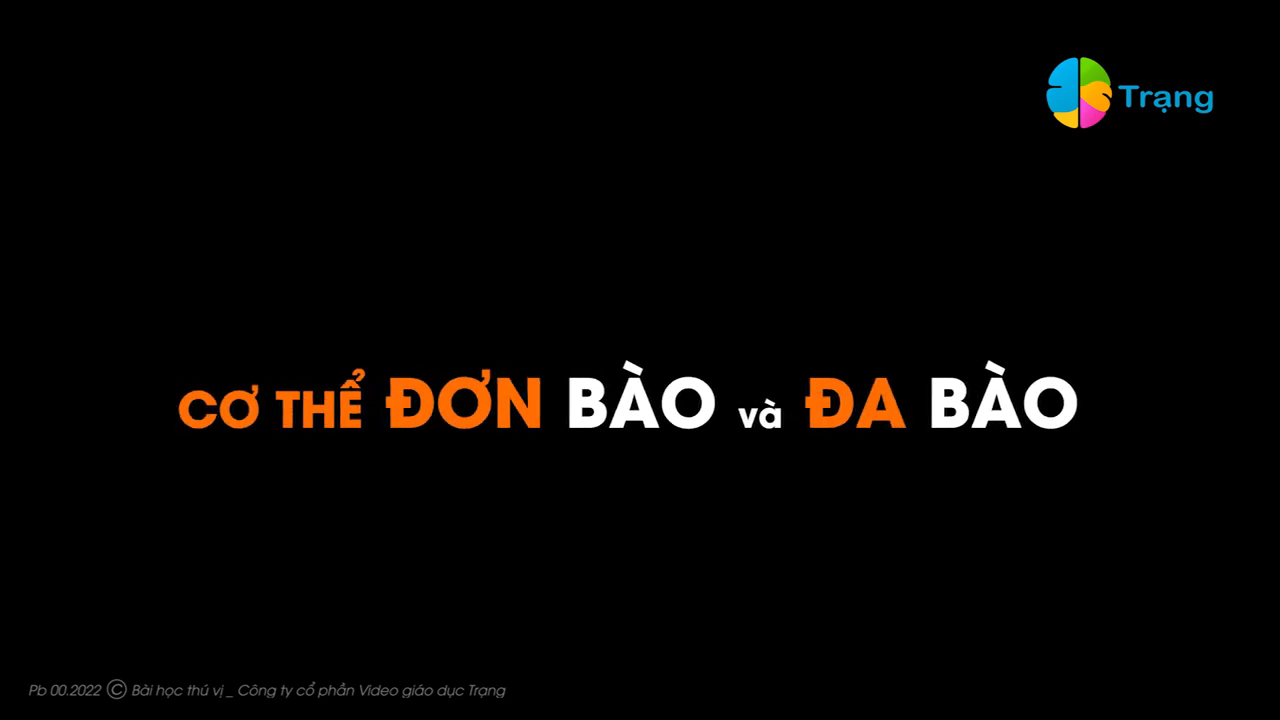 Trạng
CƠ THỂ ĐƠN BÀO và ĐA BÀO
Pb 00.2022 © Bài học thú vị _ Công ty cổ phần Video giáo dục Trạng